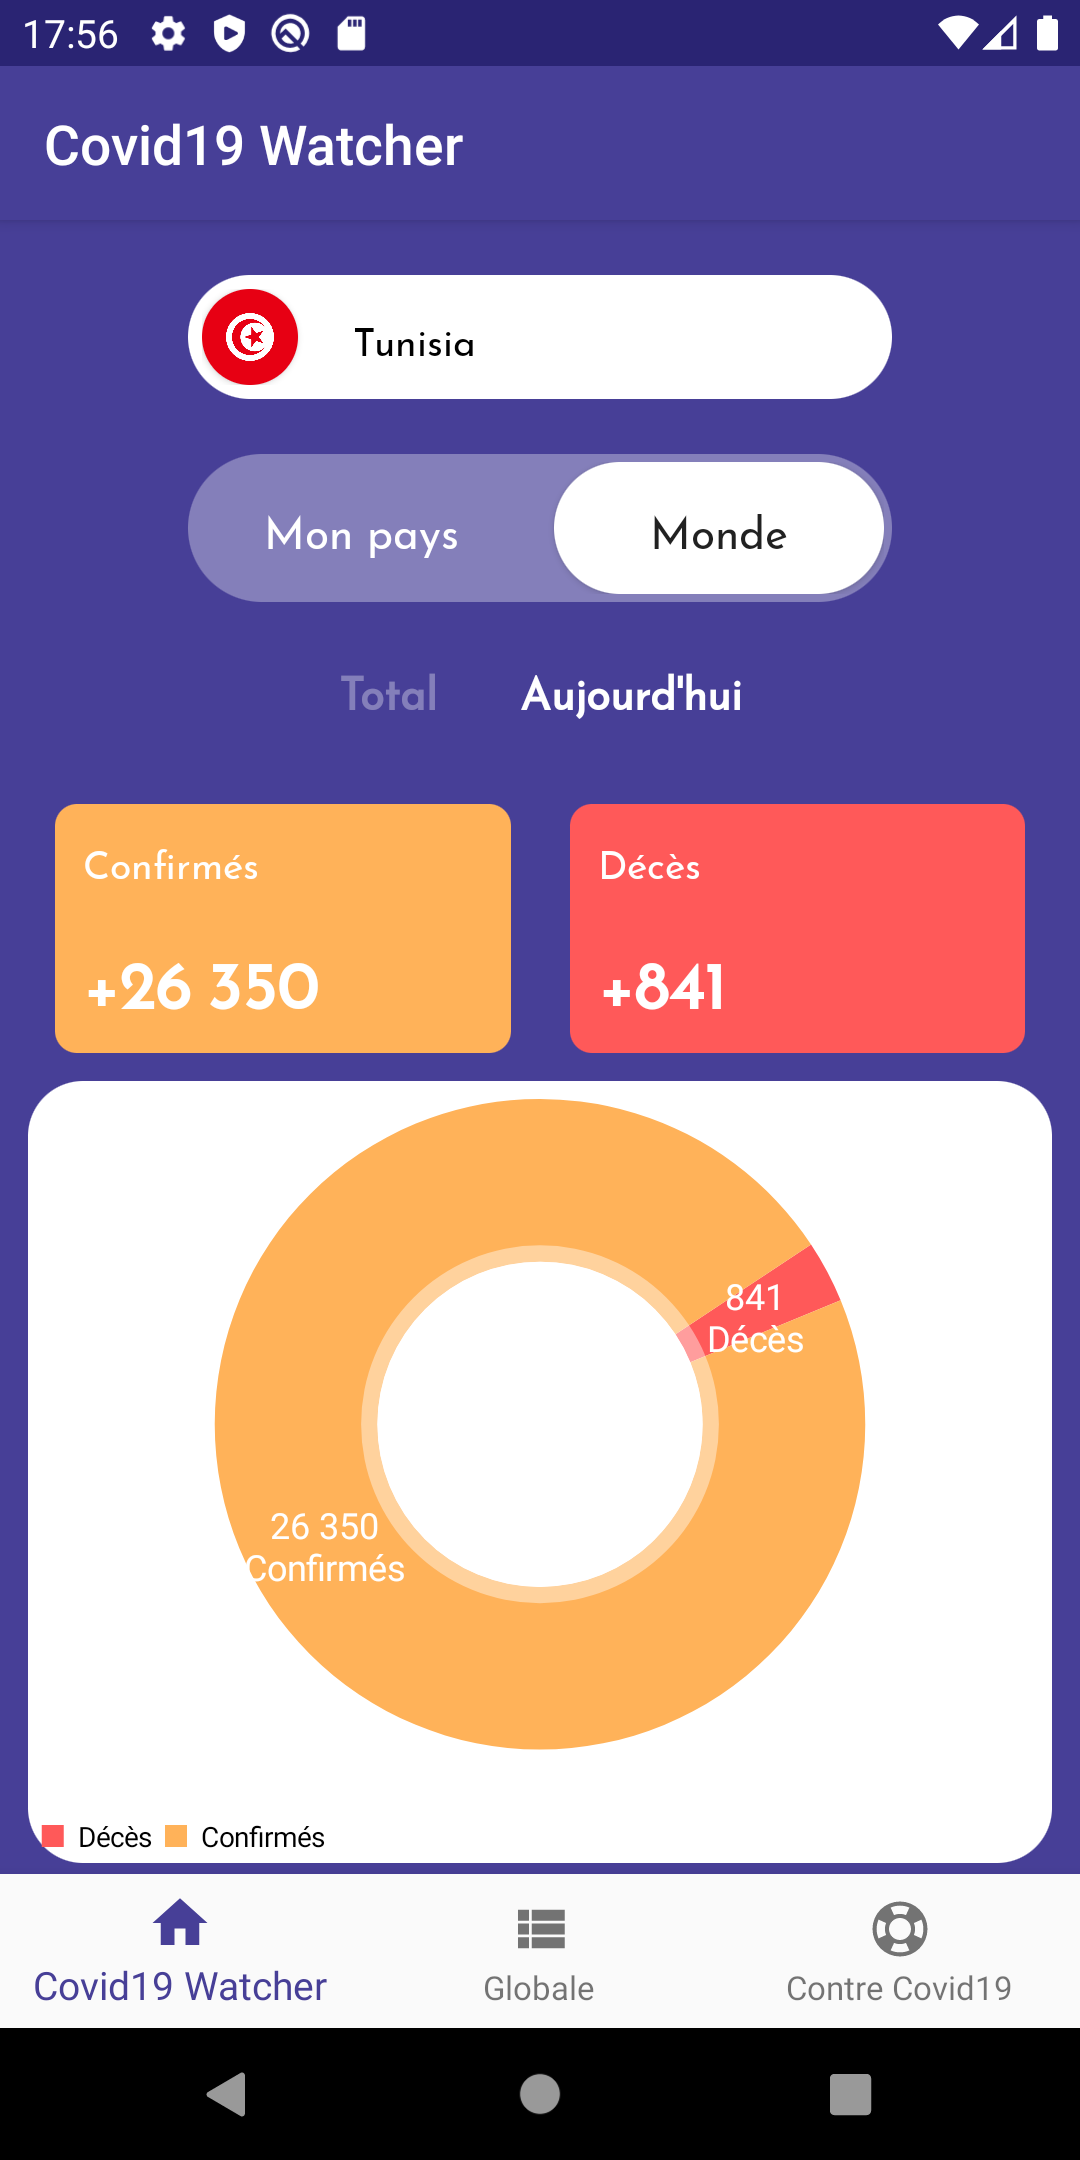 17:56
Covid19 Watcher
Tunisia
Mon pays Monde
Total Aujourd'hui
Confirmés Décès
+26 350 +841
841
Décès
26 350
Confirmés
Décès Confirmés
Covid19 Watcher Globale Contre Covid19